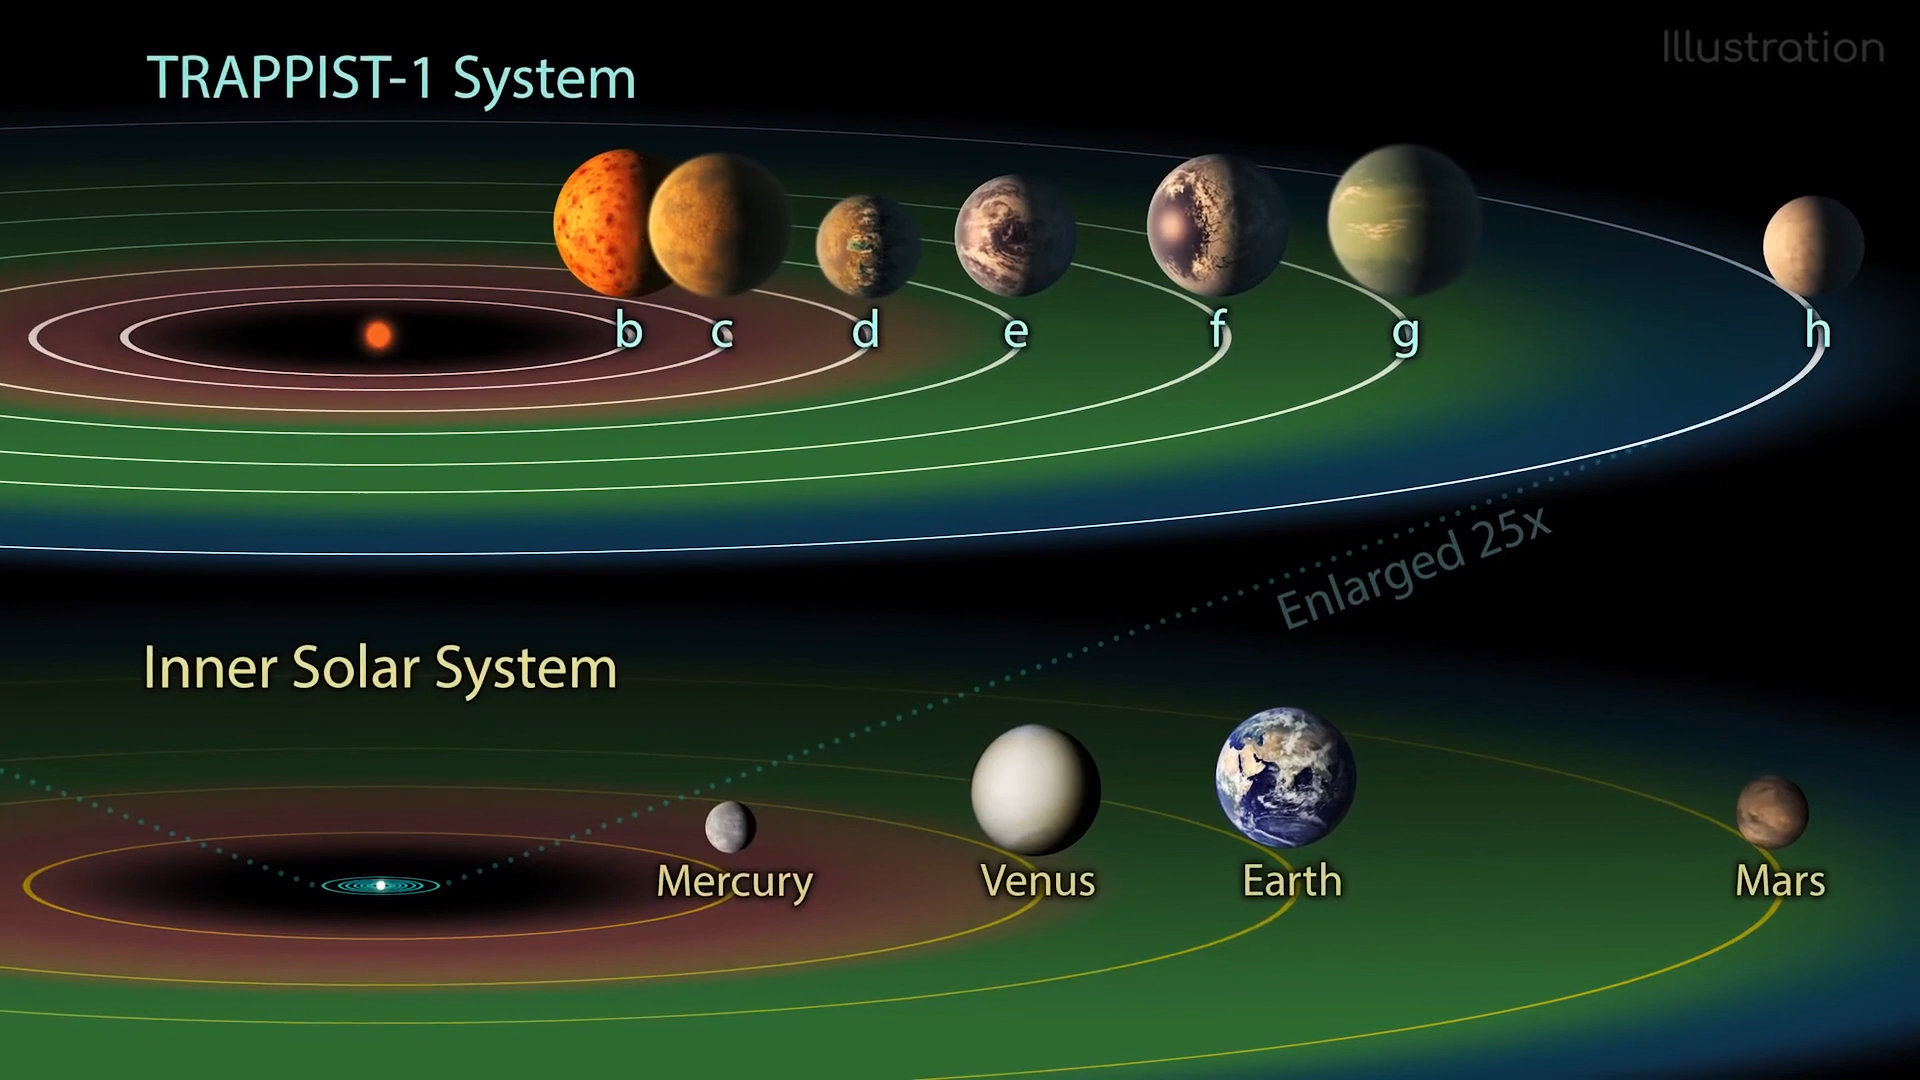 Illustration
TRAPPIST-1 System
b c d e f g h
Enlarged 25x
Inner Solar System
Mercury Venus Earth Mars